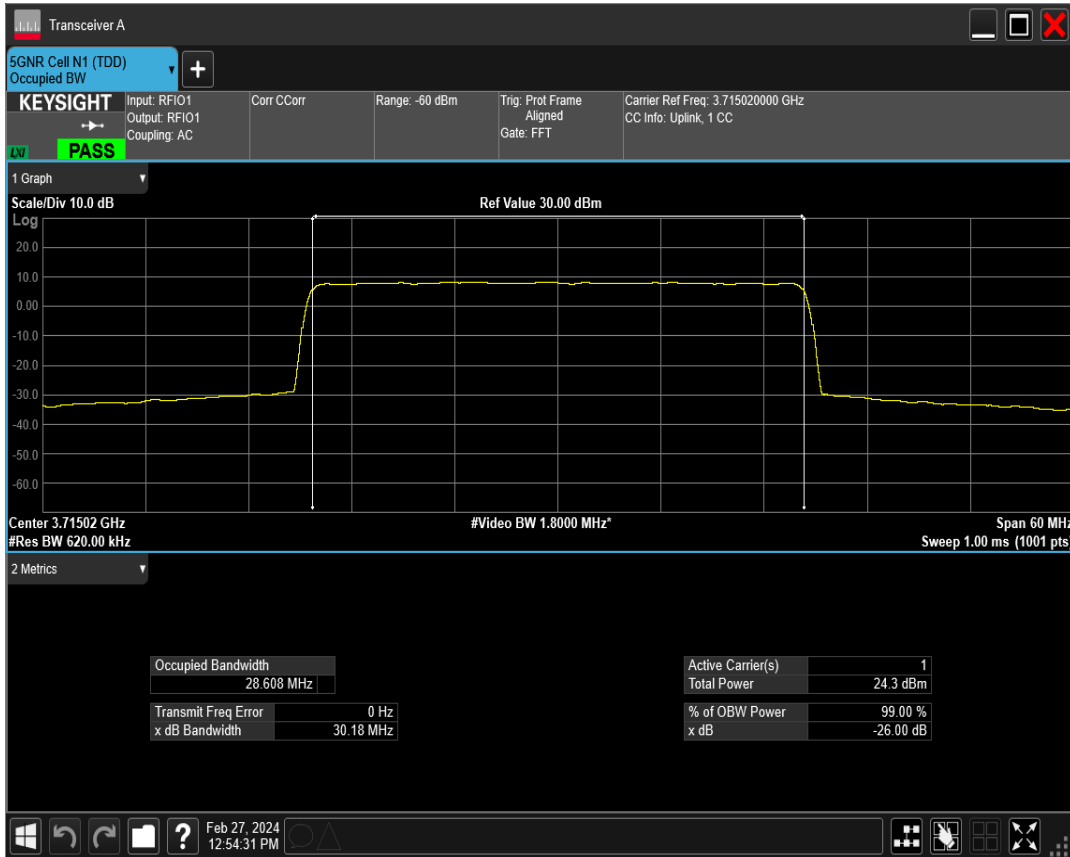 Transceiver A
5GNR Cell N1 (TDD)
Occupied BW
+
KEYSIGHT
LXI
PASS
Input: RFIO1
Output: RFIO1
Coupling: AC
Corr CCorr
Range: -60 dBm
Trig: Prot Frame
Aligned
Gate: FFT
Carrier Ref Freq: 3.715020000 GHz
CC Info: Uplink, 1 CC
1 Graph
Scale/Div 10.0 dB
Ref Value 30.00 dBm
Log
20.0
10.0
0.00
-10.0
-20.0
-30.0
-40.0
-50.0
-60.0
Center 3.71502 GHz
#Video BW 1.8000 MHz*
Span 60 MHz
#Res BW 620.00 kHz
Sweep 1.00 ms (1001 pts)
2 Metrics
Occupied Bandwidth
28.608 MHz
Transmit Freq Error 0 Hz
x dB Bandwidth 30.18 MHz
Active Carrier(s) 1
Total Power 24.3 dBm
% of OBW Power 99.00 %
x dB -26.00 dB
?
Feb 27, 2024
12:54:31 PM